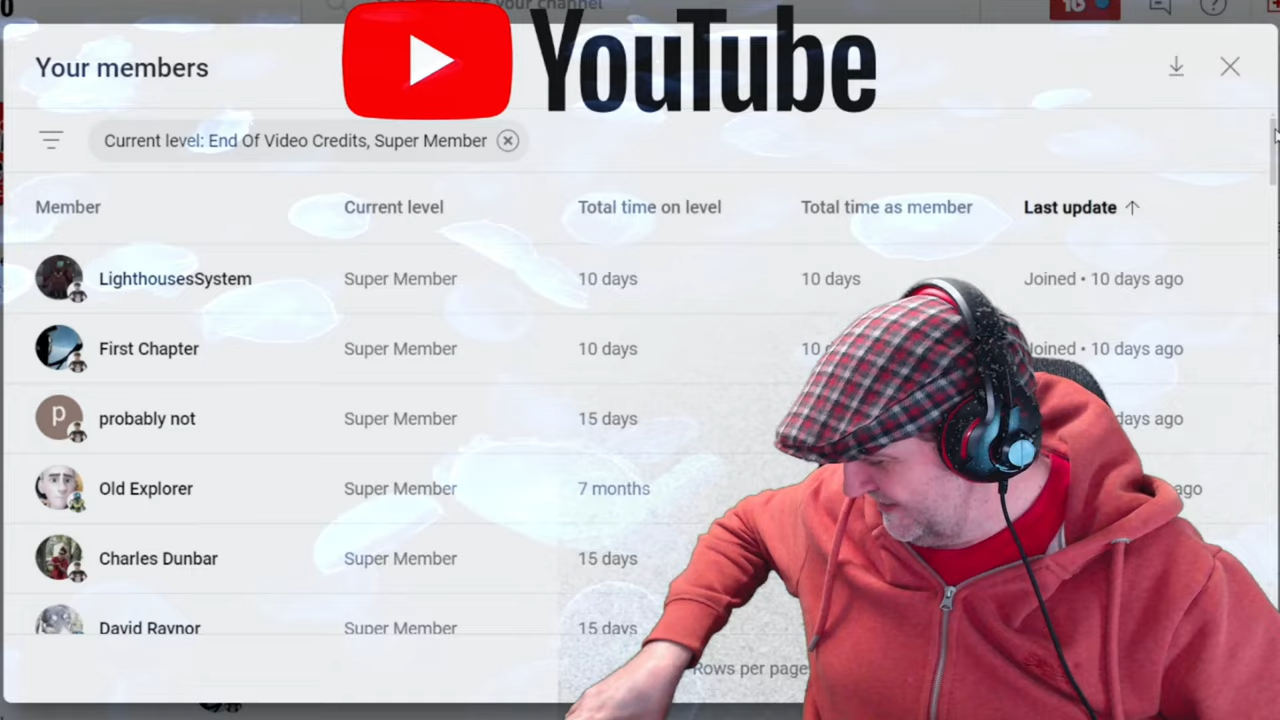 your channel
YouTube
Your members
Current level: End Of Video Credits, Super Member
Member Current level Total time on level Total time as member Last update
LighthousesSystem Super Member 10 days 10 days Joined • 10 days ago
First Chapter Super Member 10 days 10 Joined • 10 days ago
P probably not Super Member 15 days days ago
Old Explorer Super Member 7 months ago
Charles Dunbar Super Member 15 days
David Raynor Super Member 15 days
Rows per page